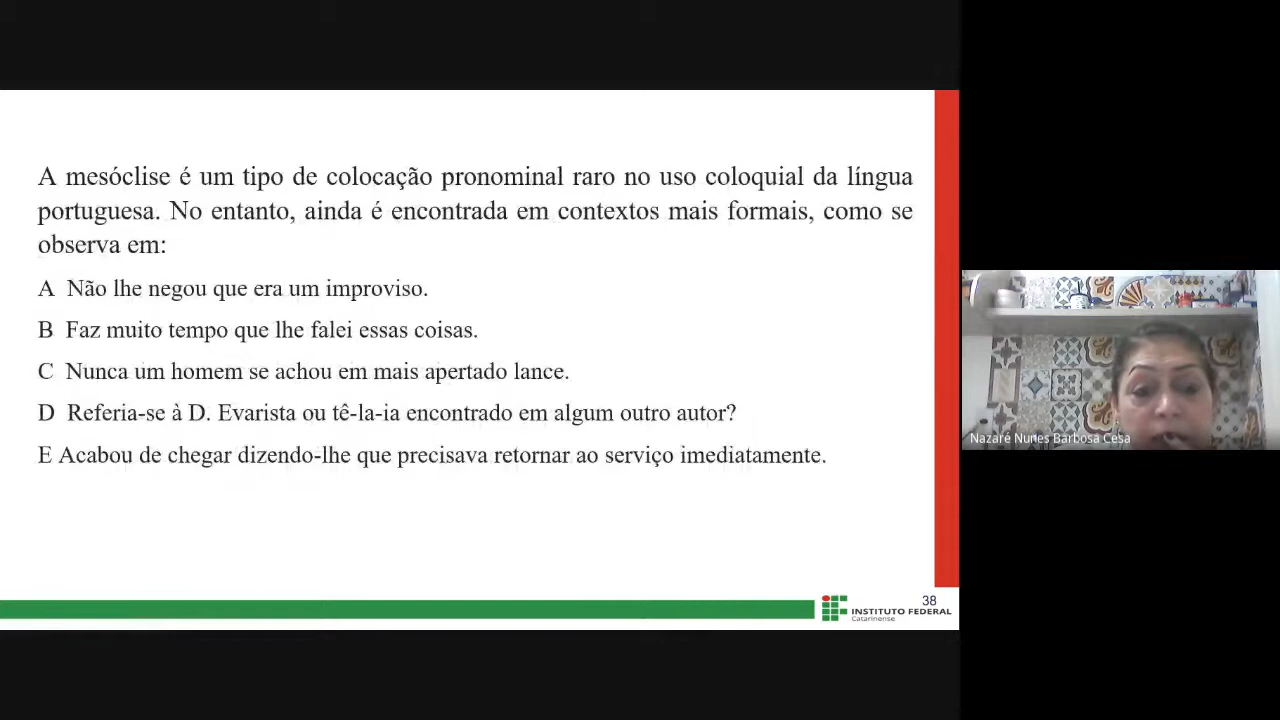 A mesóclise é um tipo de colocação pronominal raro no uso coloquial da língua
portuguesa. No entanto, ainda é encontrada em contextos mais formais, como se
observa em:
A Não lhe negou que era um improviso.
B Faz muito tempo que lhe falei essas coisas.
C Nunca um homem se achou em mais apertado lance.
D Referia-se à D. Evarista ou tê-la-ia encontrado em algum outro autor?
E Acabou de chegar dizendo-lhe que precisava retornar ao serviço imediatamente.
Nazaré Nunes Barbosa Cesa
38
INSTITUTO FEDERAL
Catarinense